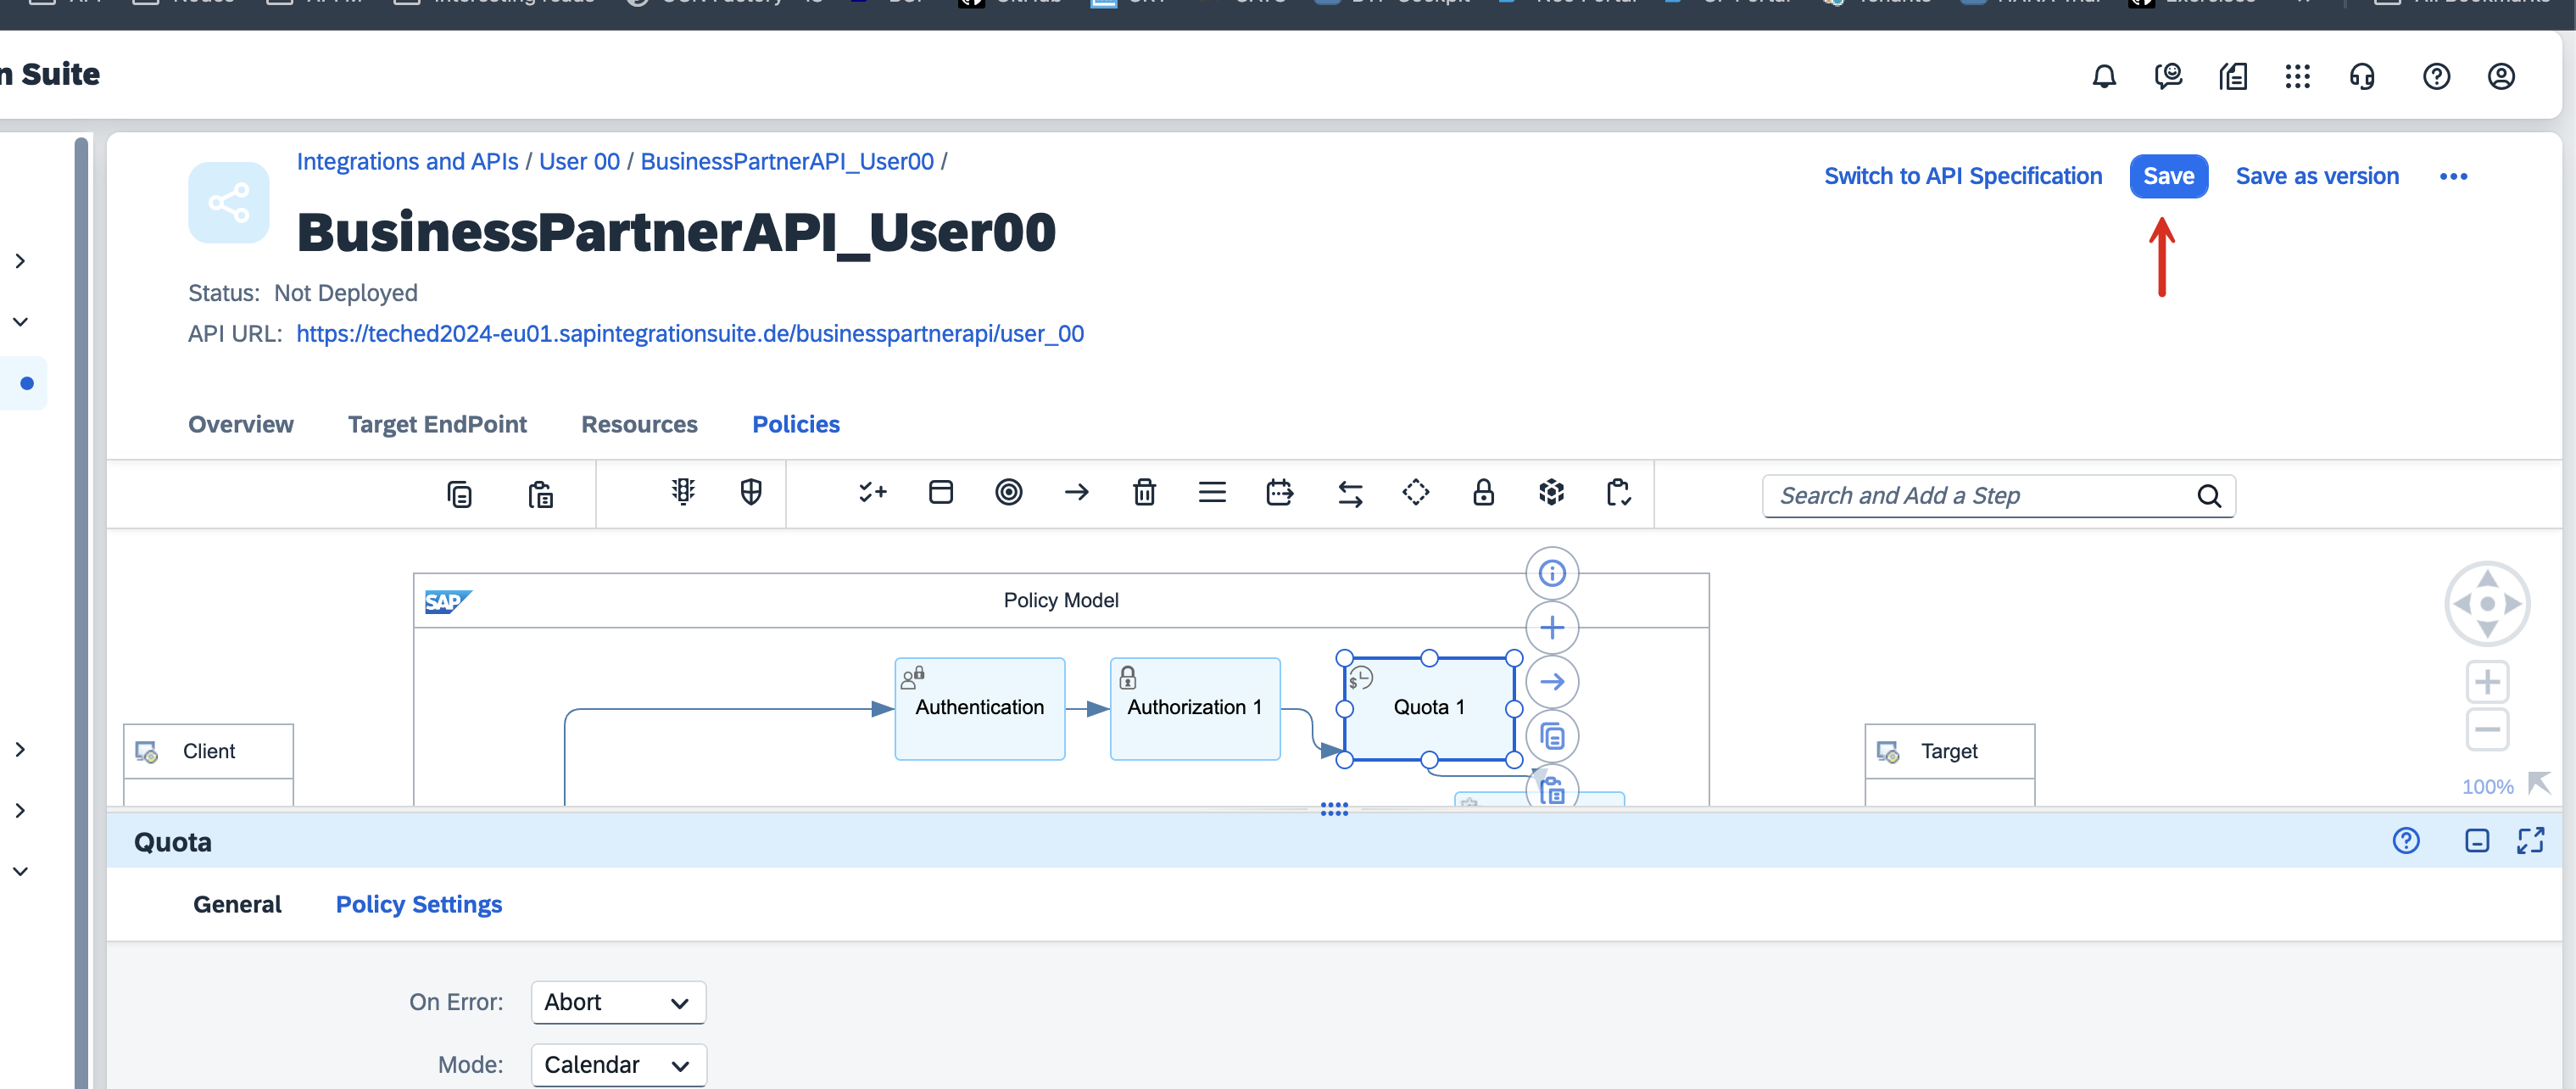 n Suite
Integrations and APIs / User 00 / BusinessPartnerAPI_User00 /
Switch to API Specification Save Save as version
BusinessPartnerAPI_User00
Status: Not Deployed
API URL: https://teched2024-eu01.sapintegrationsuite.de/businesspartnerapi/user_00
Overview Target EndPoint Resources Policies
Search and Add a Step
SAP Policy Model
Authentication Authorization 1 Quota 1
Client Target
100%
Quota
General Policy Settings
On Error: Abort
Mode: Calendar